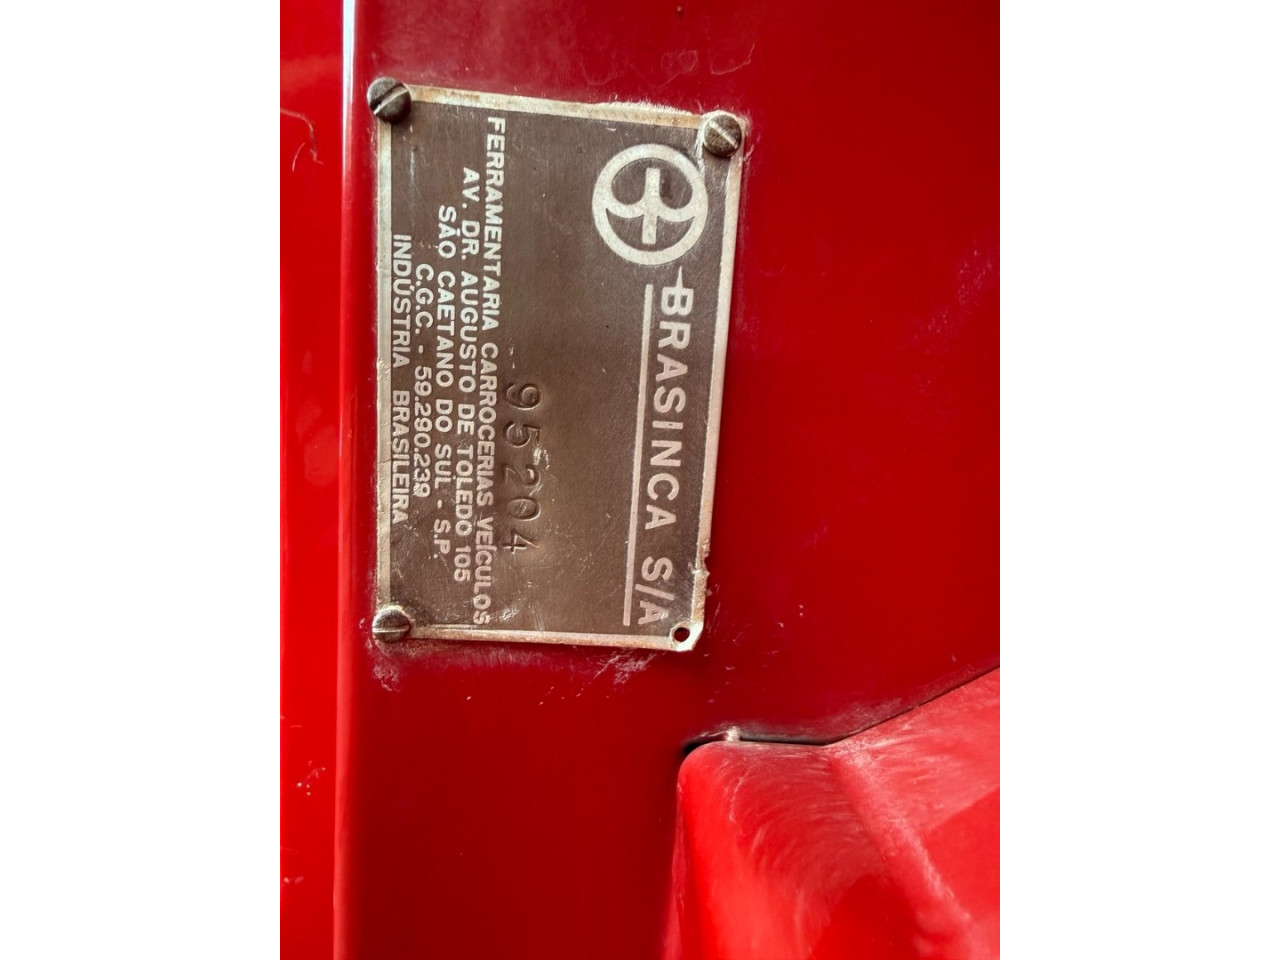 BRASINCA S/A
95204
FERRAMENTARIA CARROCERIAS VEÍCULOS
AV. DR. AUGUSTO DE TOLEDO 105
SÃO CAETANO DO SUL - S.P.
C.G.C. - 59.280.239
INDÚSTRIA BRASILEIRA